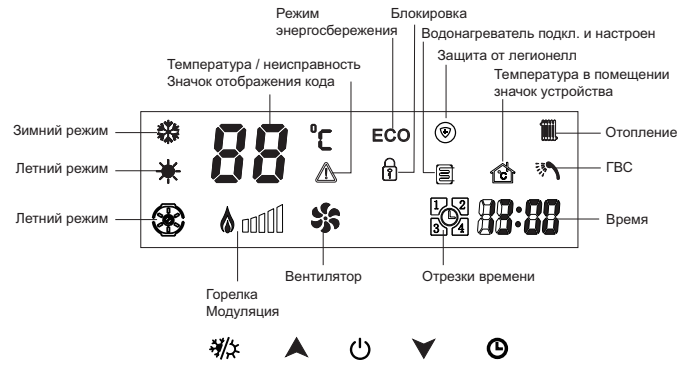 Режим
энергосбережения
Блокировка
Водонагреватель подкл. и настроен
Защита от легионелл
Температура / неисправность
Значок отображения кода
Температура в помещении
значок устройства
Зимний режим
88
°C
ECO
Отопление
Летний режим
°C
ГВС
Летний режим
1 2
3 4
13:00
Время
Вентилятор
Отрезки времени
Горелка
Модуляция